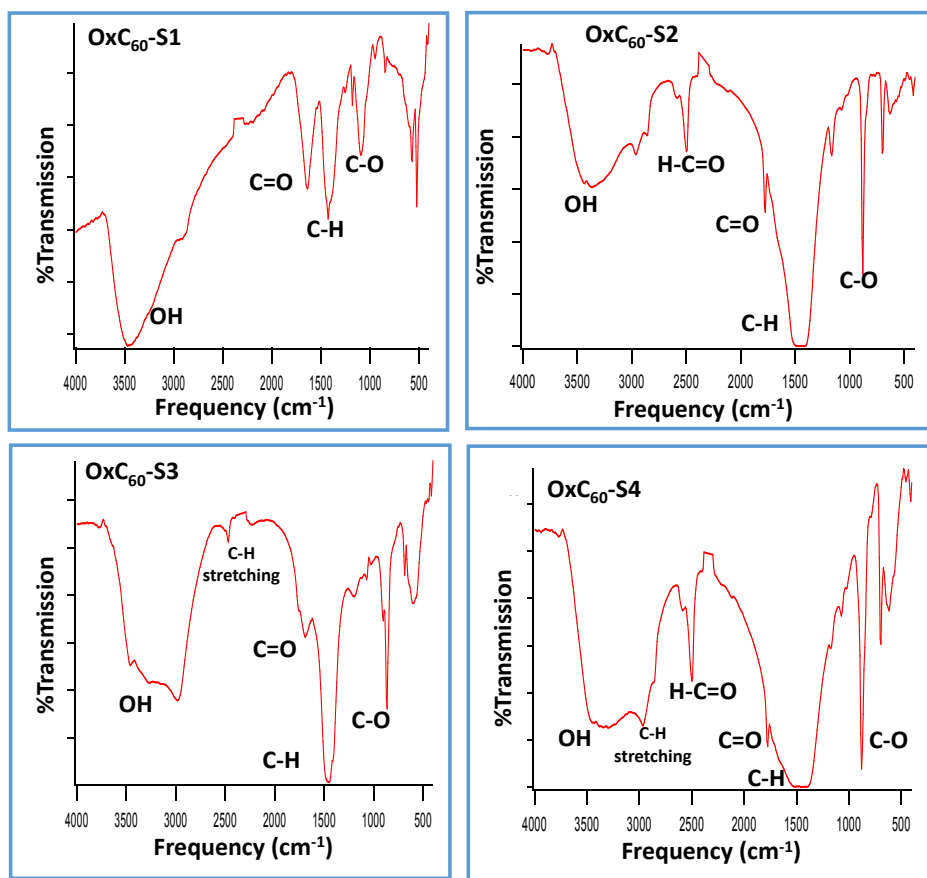 OxC60-S1
%Transmission
C=O
C-O
C-H
OH
4000 3500 3000 2500 2000 1500 1000 500
Frequency (cm-1)
OxC60-S2
%Transmission
H-C=O
OH
C=O
C-O
C-H
4000 3500 3000 2500 2000 1500 1000 500
Frequency (cm-1)
OxC60-S3
%Transmission
C-H
stretching
C=O
OH
C-O
C-H
4000 3500 3000 2500 2000 1500 1000 500
Frequency (cm-1)
OxC60-S4
%Transmission
H-C=O
OH
C-H
stretching
C=O
C-O
C-H
4000 3500 3000 2500 2000 1500 1000 500
Frequency (cm-1)